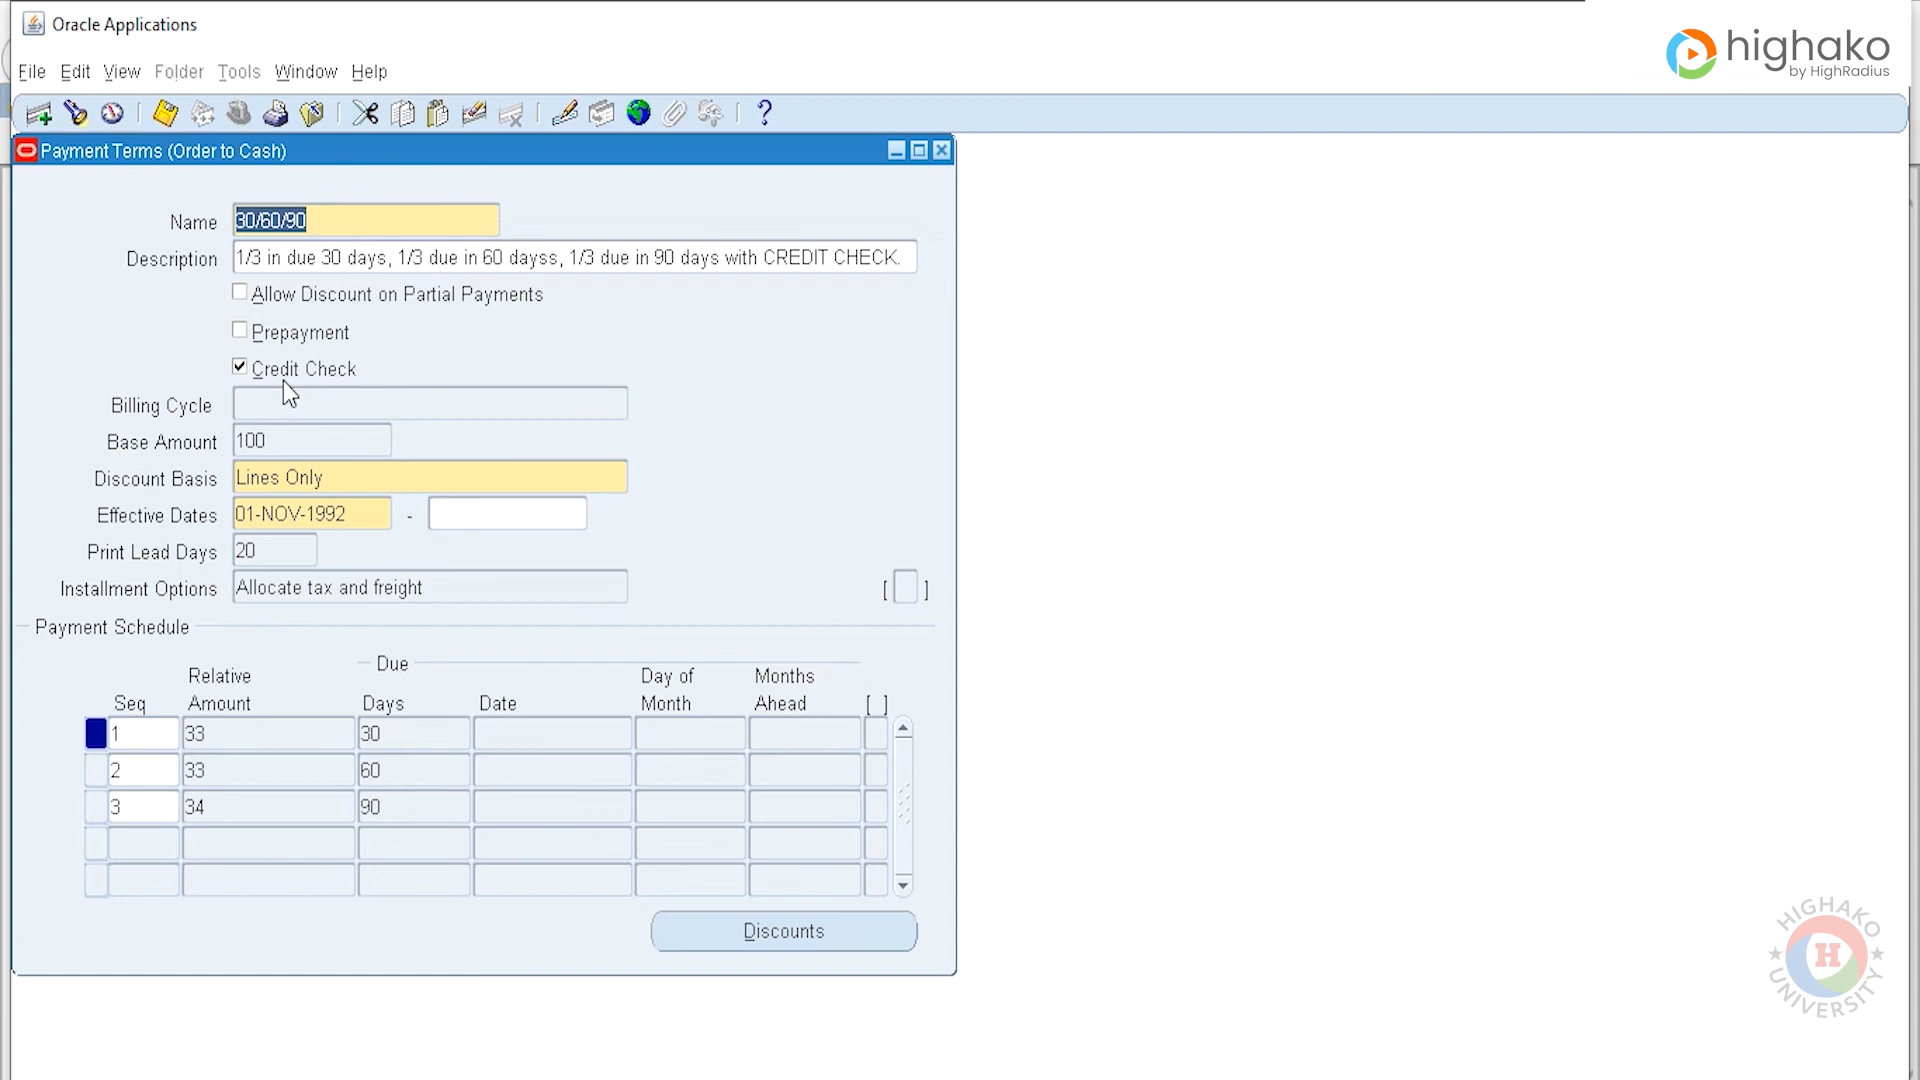 Oracle Applications
highako
by HighRadius
File Edit View Folder Tools Window Help
?
Payment Terms (Order to Cash)
Name 30/60/90
Description 1/3 in due 30 days, 1/3 due in 60 dayss, 1/3 due in 90 days with CREDIT CHECK.
Allow Discount on Partial Payments
Prepayment
Credit Check
Billing Cycle
Base Amount 100
Discount Basis Lines Only
Effective Dates 01-NOV-1992 -
Print Lead Days 20
Installment Options Allocate tax and freight [ ]
Payment Schedule
Due
Relative Day of Months
Seq Amount Days Date Month Ahead [ ]
1 33 30
2 33 60
3 34 90
Discounts
HIGHAKO
H
UNIVERSITY